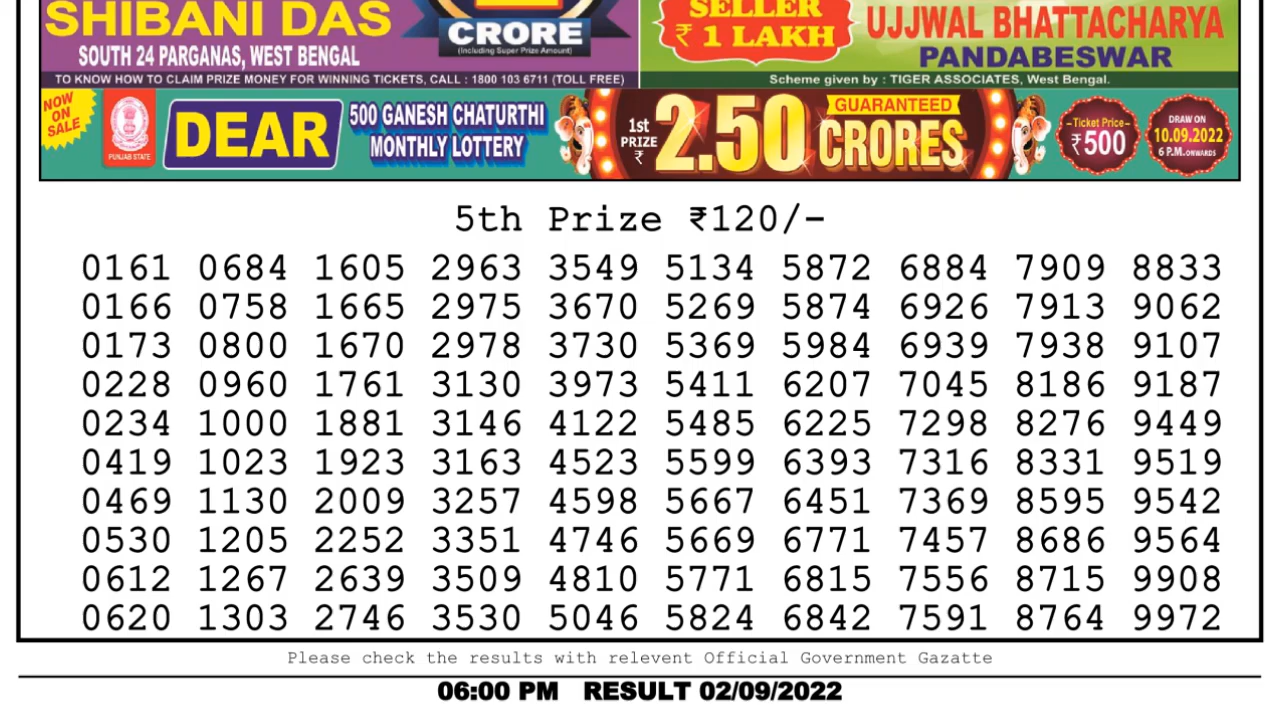 SHIBANI DAS
SOUTH 24 PARGANAS, WEST BENGAL
CRORE
(Including Super Prize Amount)
TO KNOW HOW TO CLAIM PRIZE MONEY FOR WINNING TICKETS, CALL : 1800 103 6711 (TOLL FREE)
SELLER
₹ 1 LAKH
UJJWAL BHATTACHARYA
PANDABESWAR
Scheme given by : TIGER ASSOCIATES, West Bengal.
NOW
ON
SALE
PUNJAB STATE
DEAR
500 GANESH CHATURTHI
MONTHLY LOTTERY
1st
PRIZE
₹
2.50
GUARANTEED
CRORES
~Ticket Price~
₹500
DRAW ON
10.09.2022
6 P.M. ONWARDS
5th Prize ₹120/-
0161 0684 1605 2963 3549 5134 5872 6884 7909 8833
0166 0758 1665 2975 3670 5269 5874 6926 7913 9062
0173 0800 1670 2978 3730 5369 5984 6939 7938 9107
0228 0960 1761 3130 3973 5411 6207 7045 8186 9187
0234 1000 1881 3146 4122 5485 6225 7298 8276 9449
0419 1023 1923 3163 4523 5599 6393 7316 8331 9519
0469 1130 2009 3257 4598 5667 6451 7369 8595 9542
0530 1205 2252 3351 4746 5669 6771 7457 8686 9564
0612 1267 2639 3509 4810 5771 6815 7556 8715 9908
0620 1303 2746 3530 5046 5824 6842 7591 8764 9972
Please check the results with relevent Official Government Gazatte
06:00 PM RESULT 02/09/2022